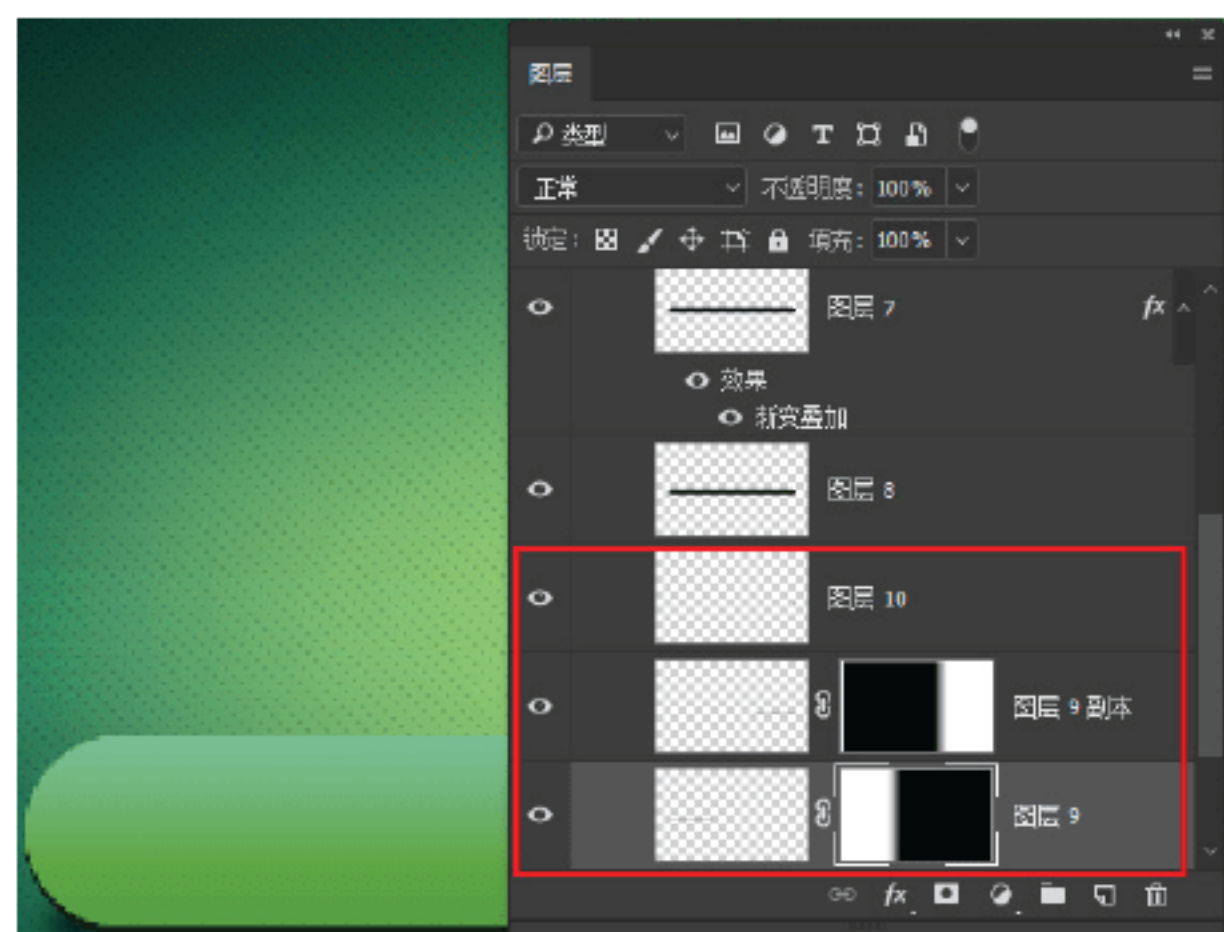 图层
类型
正常 不透明度: 100%
锁定: 填充: 100%
图层 7 fx
效果
渐变叠加
图层 8
图层 10
图层 9 副本
图层 9
fx